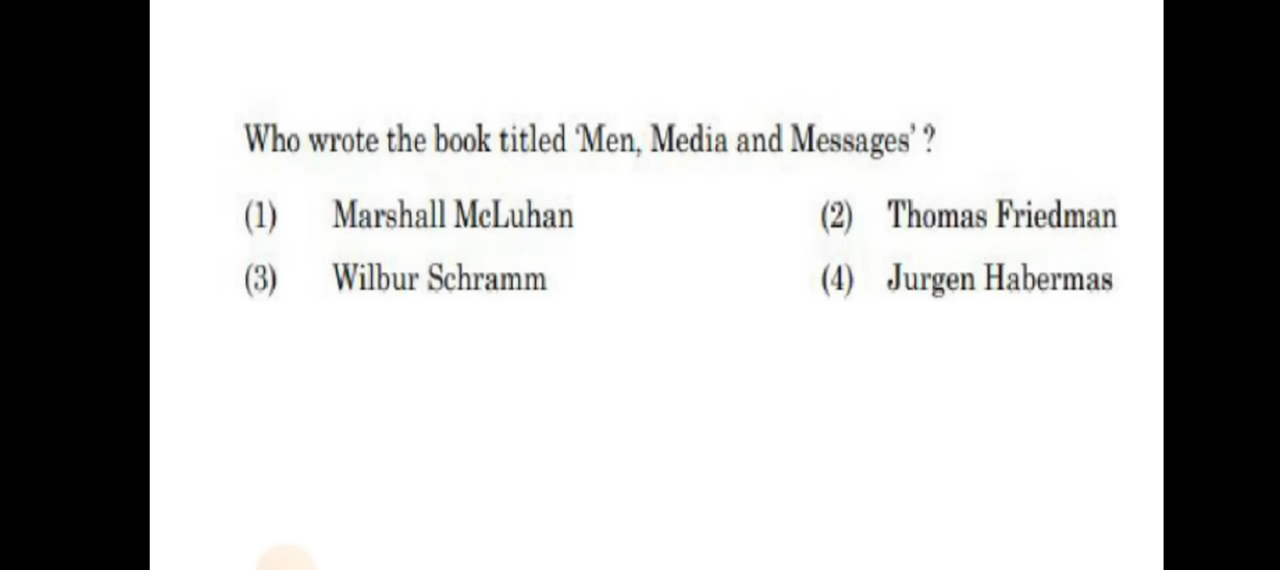 Who wrote the book titled ‘Men, Media and Messages’ ?
(1) Marshall McLuhan (2) Thomas Friedman
(3) Wilbur Schramm (4) Jurgen Habermas